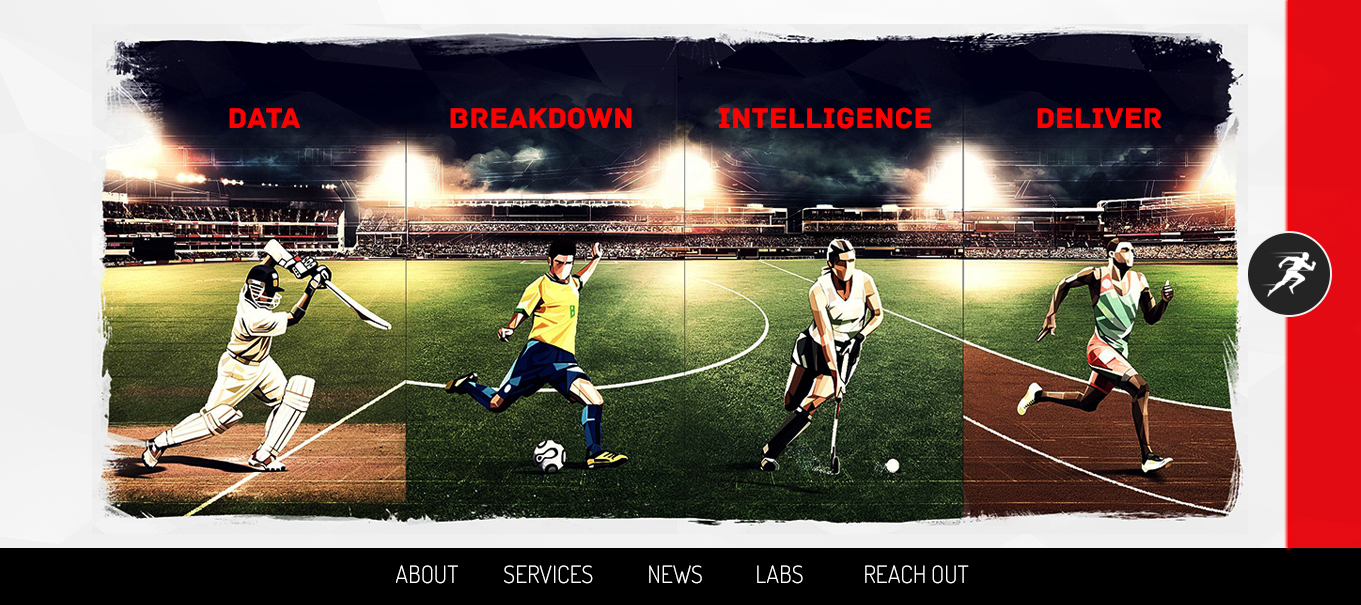 DATA BREAKDOWN INTELLIGENCE DELIVER
ABOUT SERVICES NEWS LABS REACH OUT